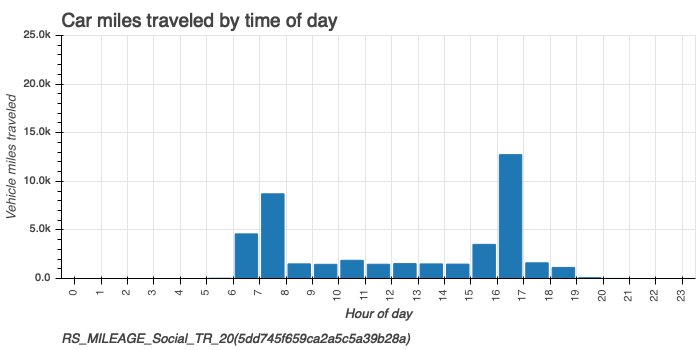 Car miles traveled by time of day
25.0k
20.0k
15.0k
10.0k
5.0k
0.0
Vehicle miles traveled
0 1 2 3 4 5 6 7 8 9 10 11 12 13 14 15 16 17 18 19 20 21 22 23
Hour of day
RS_MILEAGE_Social_TR_20(5dd745f659ca2a5c5a39b28a)